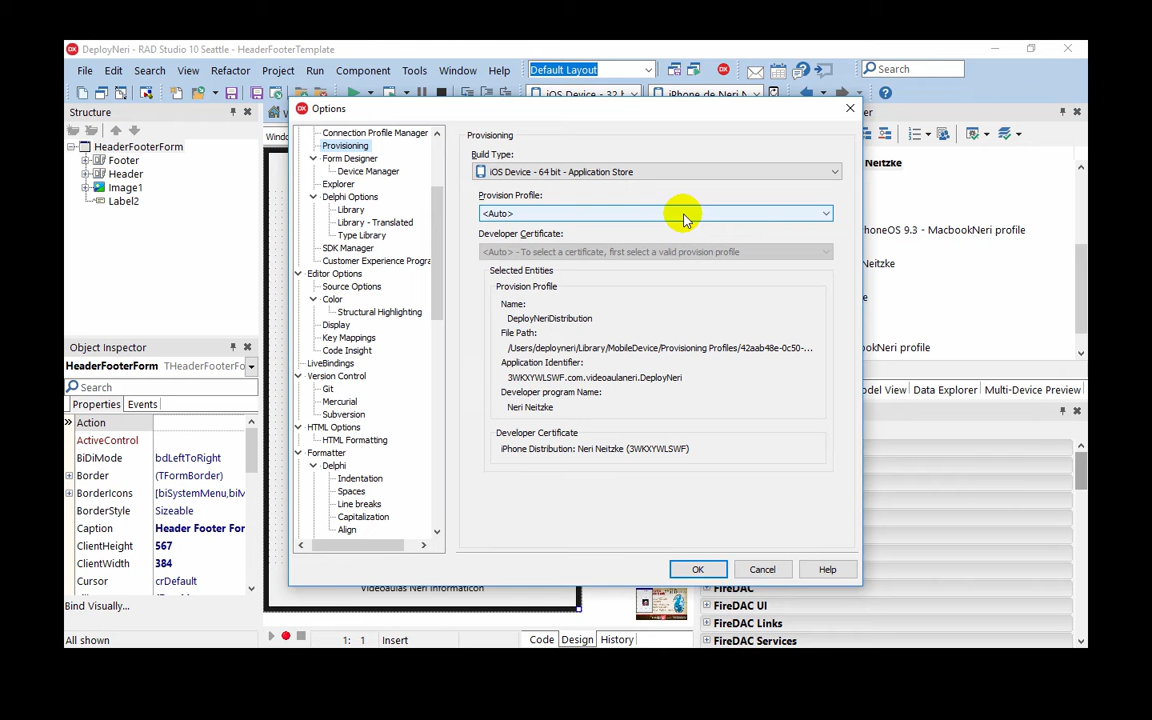 DeployNeri - RAD Studio 10 Seattle - HeaderFooterTemplate
File Edit Search View Refactor Project Run Component Tools Window Help
Default Layout
Search
Structure
HeaderFooterForm
Footer
Header
Image1
Label2
Object Inspector
HeaderFooterForm THeaderFooterF
Search
Properties Events
Action
ActiveControl
BiDiMode bdLeftToRight
Border (TFormBorder)
BorderIcons [biSystemMenu,biM
BorderStyle Sizeable
Caption Header Footer For
ClientHeight 567
ClientWidth 384
Cursor crDefault
Bind Visually...
All shown
iOS Device - 32 b
iPhone de Neri N
Options
Connection Profile Manager
Provisioning
Form Designer
Device Manager
Explorer
Delphi Options
Library
Library - Translated
Type Library
SDK Manager
Customer Experience Progra
Editor Options
Source Options
Color
Structural Highlighting
Display
Key Mappings
Code Insight
LiveBindings
Version Control
Git
Mercurial
Subversion
HTML Options
HTML Formatting
Formatter
Delphi
Indentation
Spaces
Line breaks
Capitalization
Align
Provisioning
Build Type:
iOS Device - 64 bit - Application Store
Provision Profile:
<Auto>
Developer Certificate:
<Auto> - To select a certificate, first select a valid provision profile
Selected Entities
Provision Profile
Name:
DeployNeriDistribution
File Path:
/Users/deployneri/Library/MobileDevice/Provisioning Profiles/42aab48e-0c50-...
Application Identifier:
3WKXYWLSWF.com.videoaulaneri.DeployNeri
Developer program Name:
Neri Neitzke
Developer Certificate
iPhone Distribution: Neri Neitzke (3WKXYWLSWF)
OK Cancel Help
Videoaulas Neri Informaticon
1: 1 Insert
Code Design History
Neitzke
honeOS 9.3 - MacbookNeri profile
Neitzke
okNeri profile
del View Data Explorer Multi-Device Preview
FireDAC
FireDAC UI
FireDAC Links
FireDAC Services